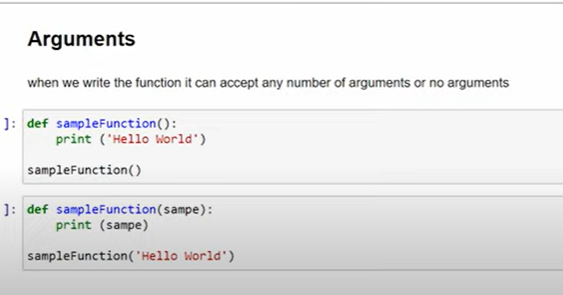 Arguments
when we write the function it can accept any number of arguments or no arguments
]: def sampleFunction():
    print ('Hello World')
sampleFunction()
]: def sampleFunction(sampe):
    print (sampe)
sampleFunction('Hello World')